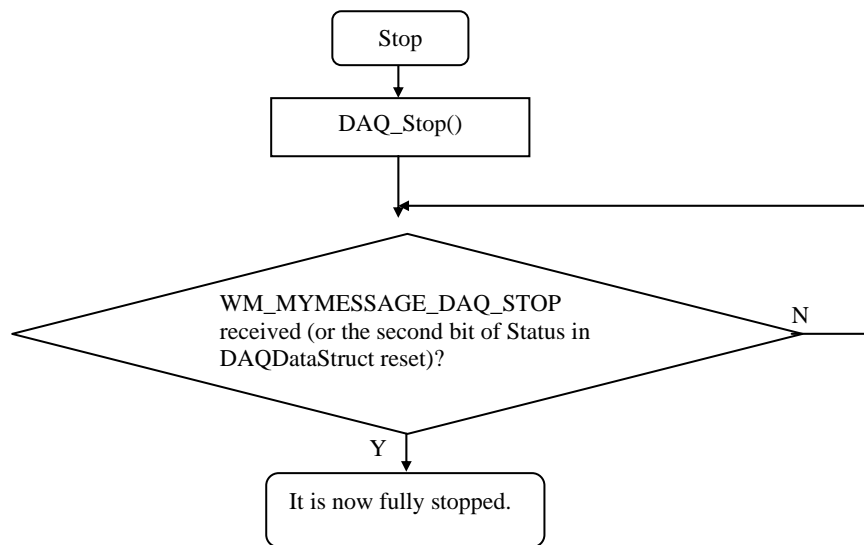 Stop
DAQ_Stop()
WM_MYMESSAGE_DAQ_STOP
received (or the second bit of Status in
DAQDataStruct reset)?
N
Y
It is now fully stopped.